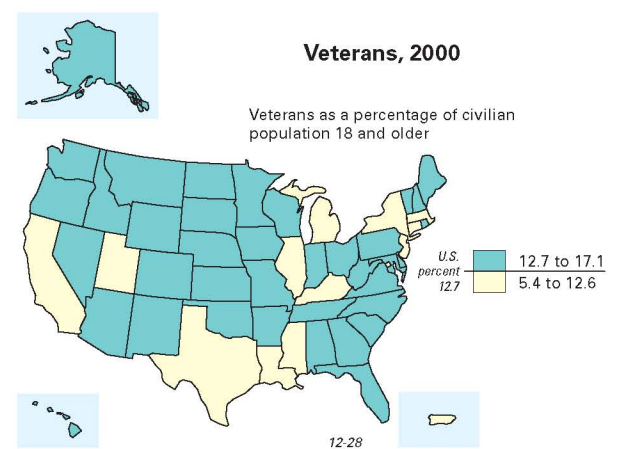 Veterans, 2000
Veterans as a percentage of civilian
population 18 and older
U.S.
percent
12.7
12.7 to 17.1
5.4 to 12.6
12-28